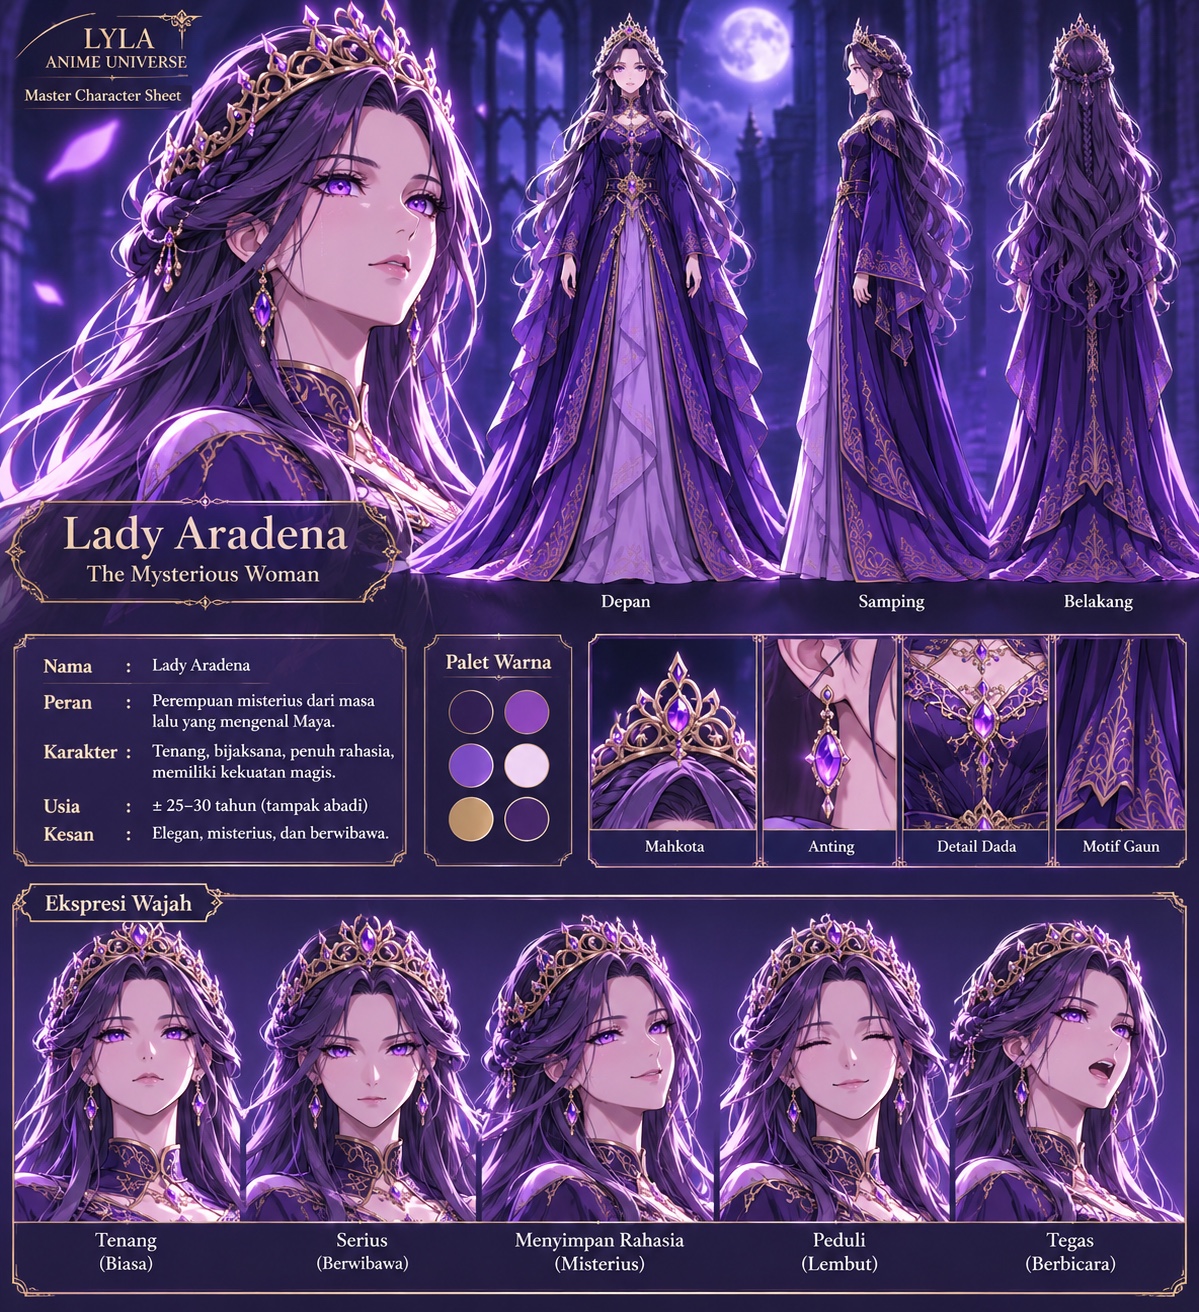 LYLA
ANIME UNIVERSE
Master Character Sheet
Lady Aradena
The Mysterious Woman
Depan
Samping
Belakang
Nama : Lady Aradena
Peran : Perempuan misterius dari masa
lalu yang mengenal Maya.
Karakter : Tenang, bijaksana, penuh rahasia,
memiliki kekuatan magis.
Usia : ± 25–30 tahun (tampak abadi)
Kesan : Elegan, misterius, dan berwibawa.
Palet Warna
Mahkota
Anting
Detail Dada
Motif Gaun
Ekspresi Wajah
Tenang
(Biasa)
Serius
(Berwibawa)
Menyimpan Rahasia
(Misterius)
Peduli
(Lembut)
Tegas
(Berbicara)